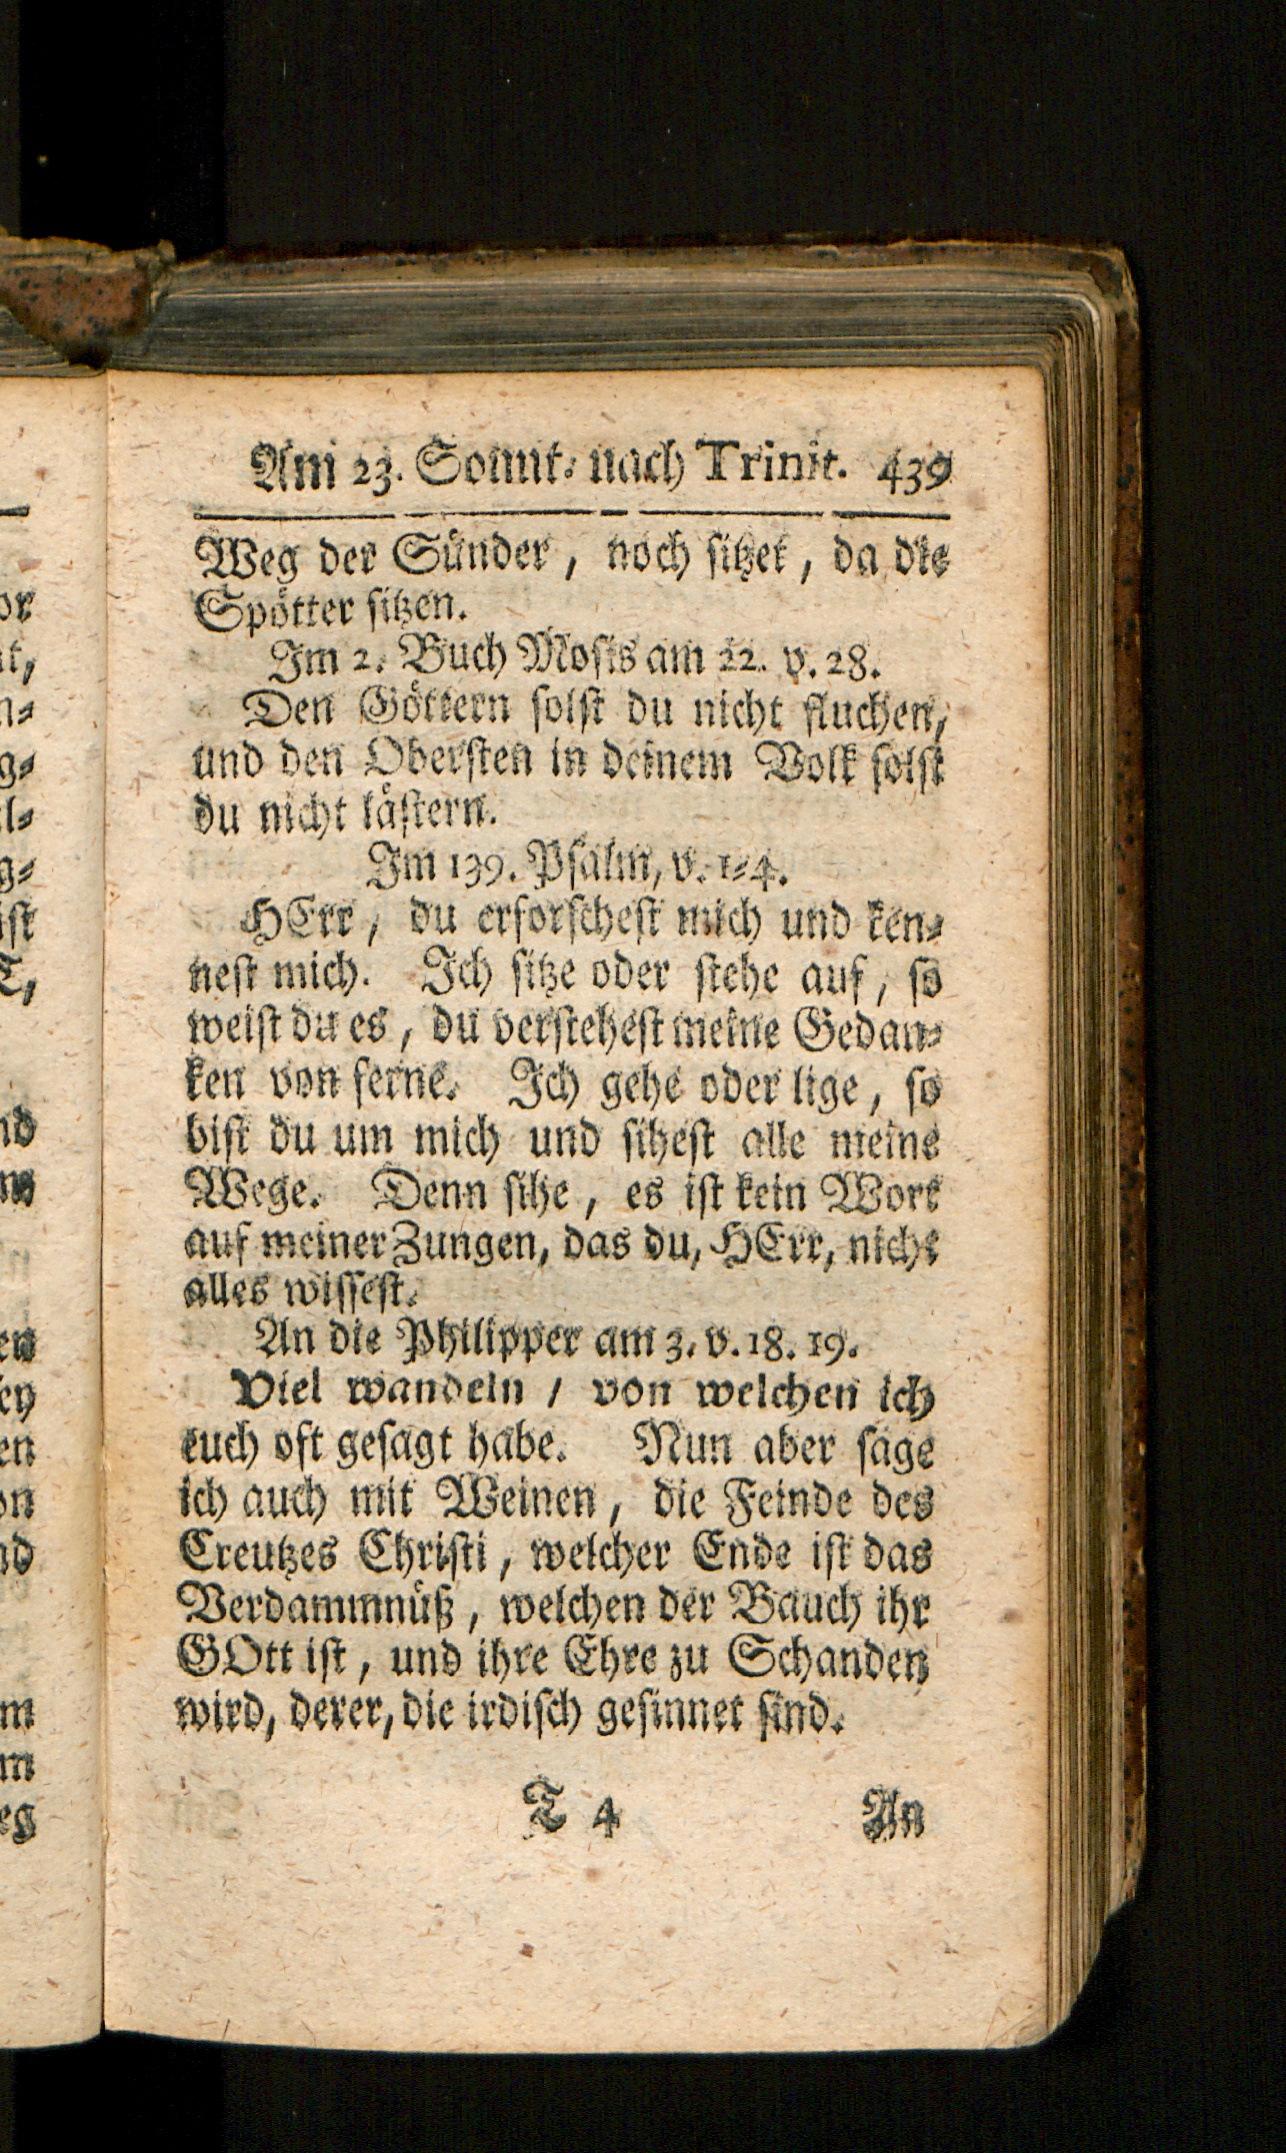 Am 23. Sonnt. nach Trinit. 439
Weg der Sünder, noch sitzet, da die
Spötter sitzen.
Im 2. Buch Mosis am 22. v. 28.
Den Göttern solst du nicht fluchen,
und den Obersten in deinem Volk solst
du nicht lästern.
Im 139. Psalm, v. 1-4.
HErr, du erforschest mich und ken-
nest mich. Ich sitze oder stehe auf, so
weist du es, du verstehest meine Gedan-
ken von ferne. Ich gehe oder lige, so
bist du um mich und sihest alle meine
Wege. Denn sihe, es ist kein Wort
auf meiner Zungen, das du, HErr, nicht
alles wissest.
An die Philipper am 3. v. 18. 19.
Viel wandeln / von welchen ich
euch oft gesagt habe. Nun aber sage
ich auch mit Weinen, die Feinde des
Creutzes Christi, welcher Ende ist das
Verdammnüß, welchen der Bauch ihr
GOtt ist, und ihre Ehre zu Schanden
wird, derer, die irdisch gesinnet sind.
T 4 An